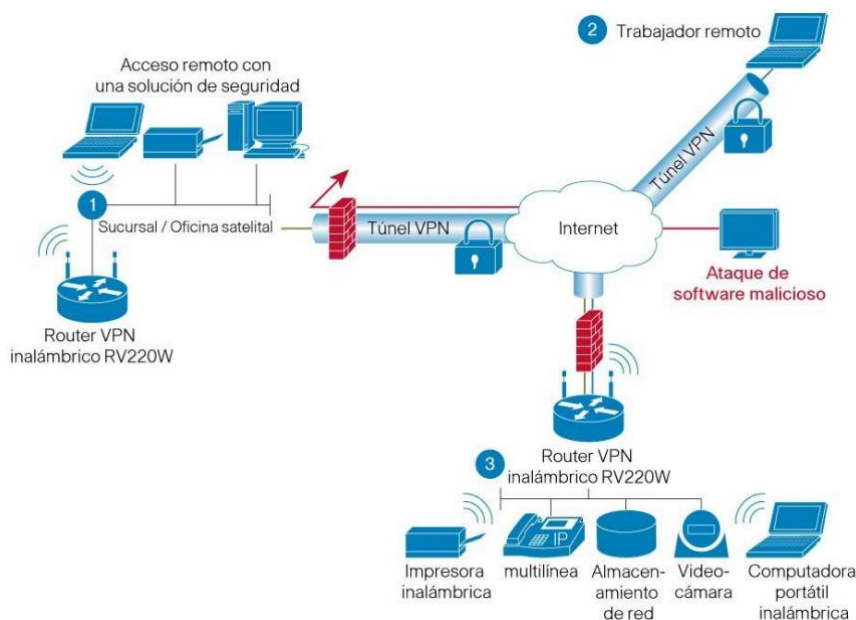 2 Trabajador remoto
Acceso remoto con
una solución de seguridad
Túnel VPN
1
Sucursal / Oficina satelital
Túnel VPN
Internet
Ataque de
software malicioso
Router VPN
inalámbrico RV220W
3
Router VPN
inalámbrico RV220W
IP
Impresora
inalámbrica
multilínea
Almacen-
amiento
de red
Video-
cámara
Computadora
portátil
inalámbrica